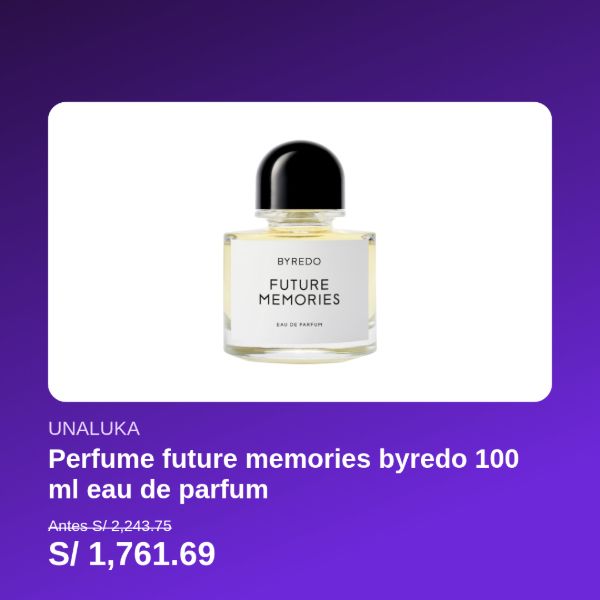 BYREDO
FUTURE
MEMORIES
EAU DE PARFUM
UNALUKA
Perfume future memories byredo 100
ml eau de parfum
Antes S/ 2,243.75
S/ 1,761.69